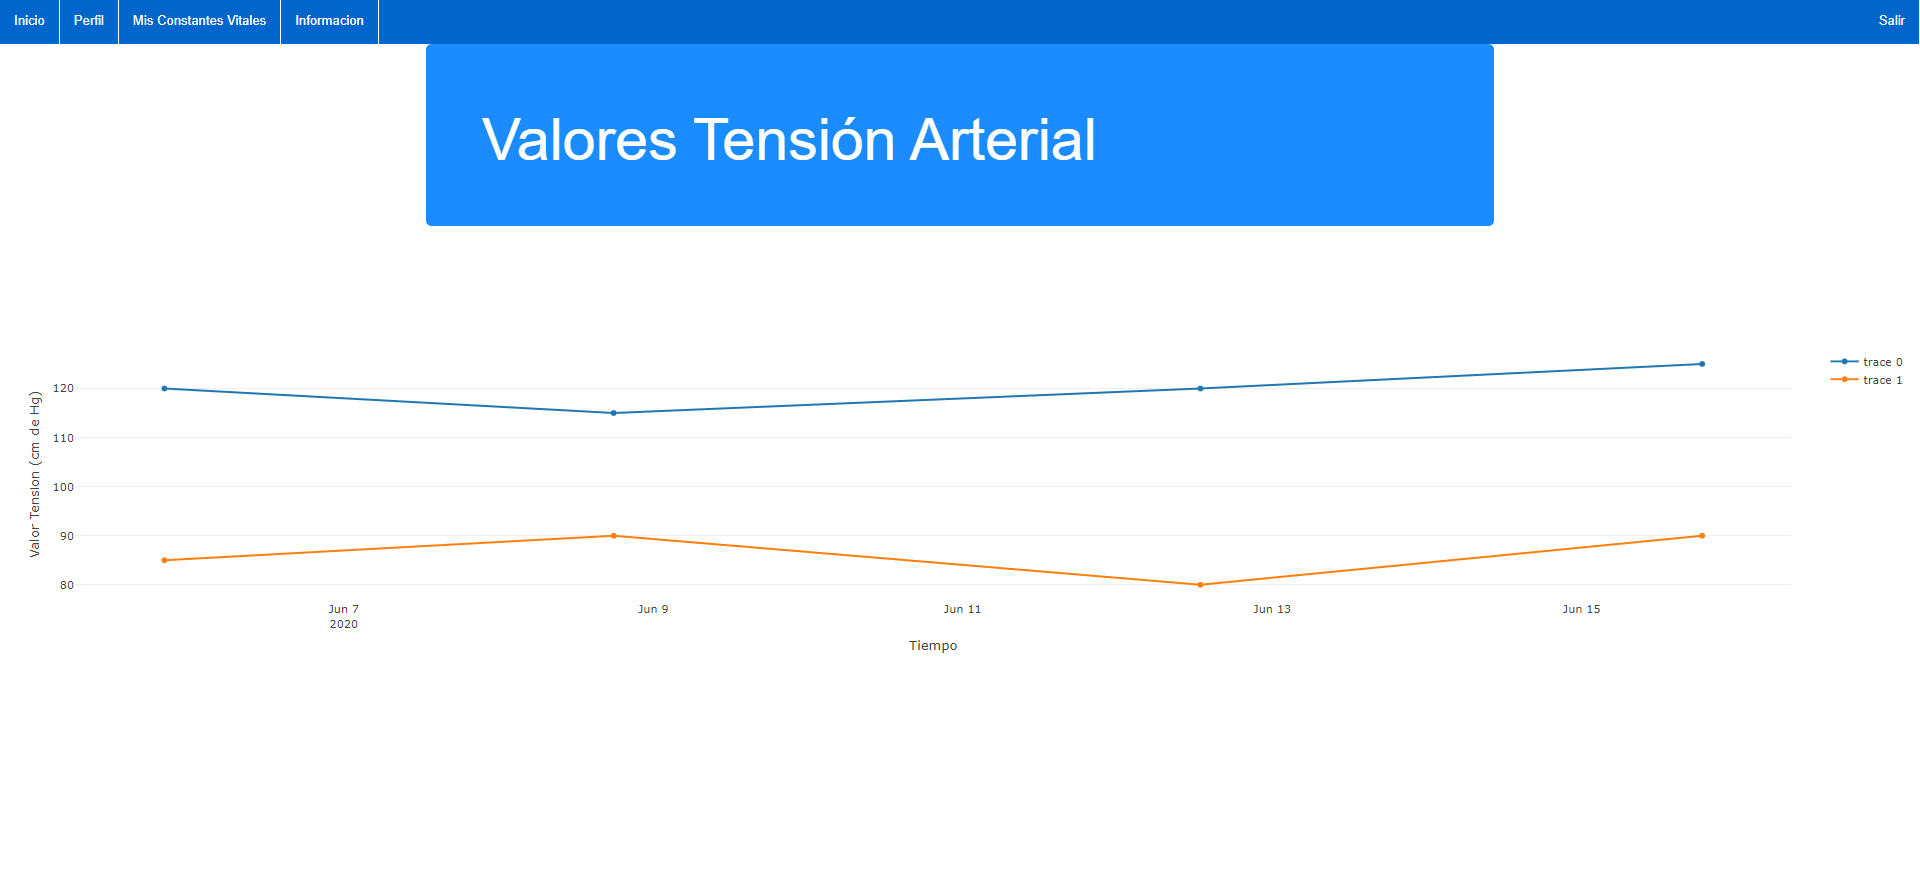 Inicio
Perfil
Mis Constantes Vitales
Informacion
Salir
Valores Tensión Arterial
trace 0
trace 1
Valor Tension (cm de Hg)
120
110
100
90
80
Jun 7
2020
Jun 9
Jun 11
Jun 13
Jun 15
Tiempo